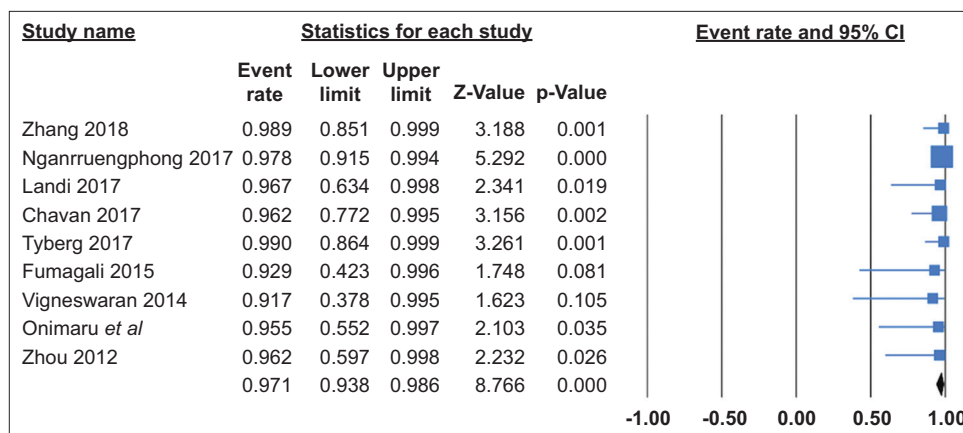 Study name Statistics for each study Event rate and 95% CI
Event Lower Upper
rate limit limit Z-Value p-Value
Zhang 2018 0.989 0.851 0.999 3.188 0.001
Nganrruengphong 2017 0.978 0.915 0.994 5.292 0.000
Landi 2017 0.967 0.634 0.998 2.341 0.019
Chavan 2017 0.962 0.772 0.995 3.156 0.002
Tyberg 2017 0.990 0.864 0.999 3.261 0.001
Fumagali 2015 0.929 0.423 0.996 1.748 0.081
Vigneswaran 2014 0.917 0.378 0.995 1.623 0.105
Onimaru et al 0.955 0.552 0.997 2.103 0.035
Zhou 2012 0.962 0.597 0.998 2.232 0.026
0.971 0.938 0.986 8.766 0.000
-1.00 -0.50 0.00 0.50 1.00